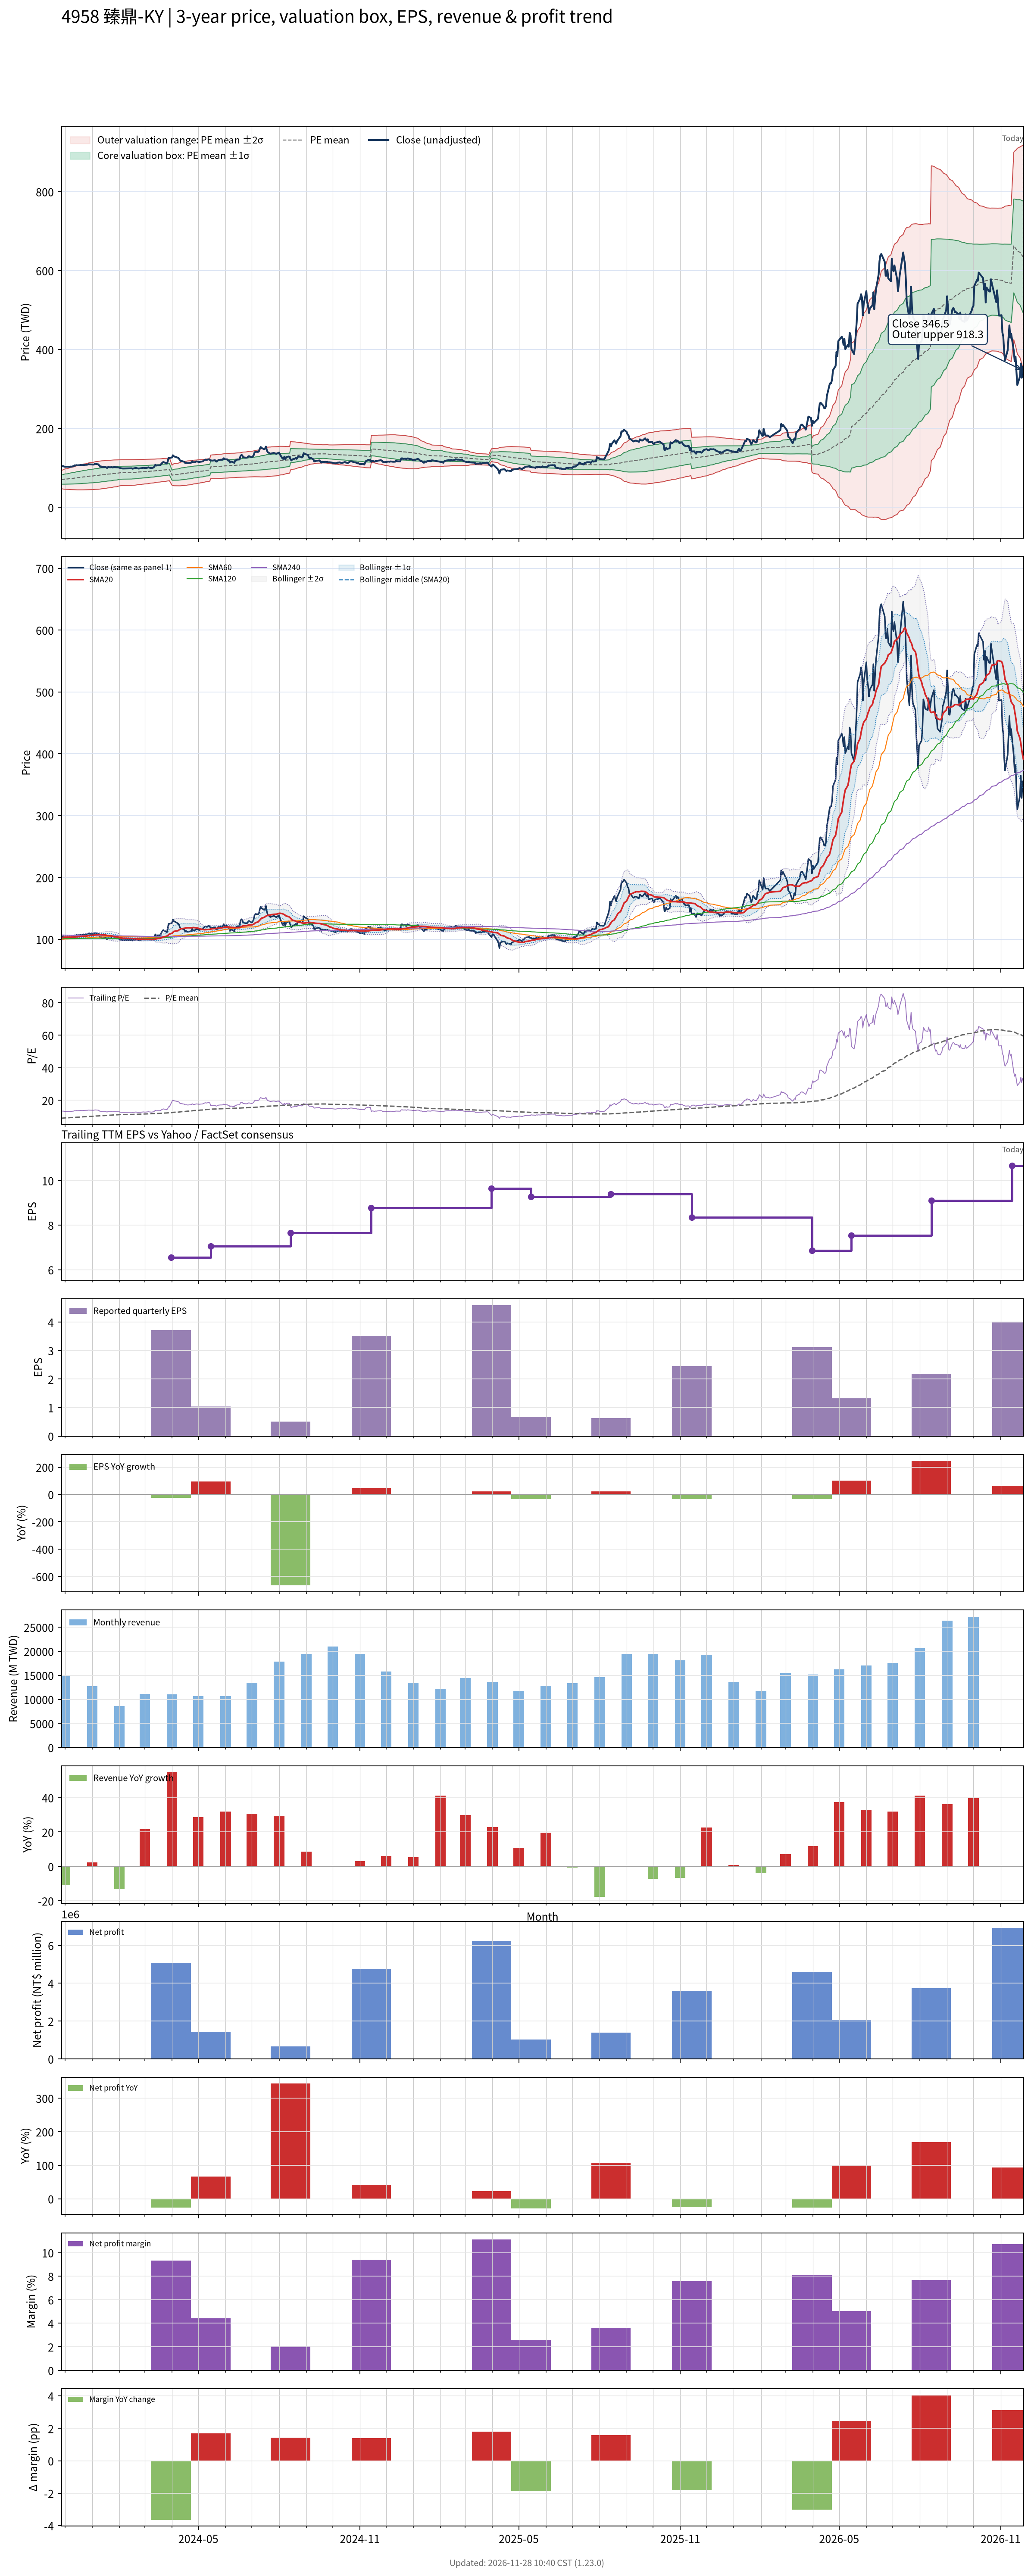 4958 臻鼎-KY | 3-year price, valuation box, EPS, revenue & profit trend
Outer valuation range: PE mean ±2σ
PE mean
Close (unadjusted)
Core valuation box: PE mean ±1σ
Today
Price (TWD)
800
600
400
200
0
Close 346.5
Outer upper 918.3
Close (same as panel 1)
SMA60
SMA240
Bollinger ±1σ
SMA20
SMA120
Bollinger ±2σ
Bollinger middle (SMA20)
Price
700
600
500
400
300
200
100
Trailing P/E
P/E mean
P/E
80
60
40
20
Trailing TTM EPS vs Yahoo / FactSet consensus
Today
EPS
10
8
6
Reported quarterly EPS
EPS
4
3
2
1
0
EPS YoY growth
YoY (%)
200
0
-200
-400
-600
Monthly revenue
Revenue (M TWD)
25000
20000
15000
10000
5000
0
Revenue YoY growth
YoY (%)
40
20
0
-20
Month
1e6
Net profit
Net profit (NT$ million)
6
4
2
0
Net profit YoY
YoY (%)
300
200
100
0
Net profit margin
Margin (%)
10
8
6
4
2
0
Margin YoY change
Δ margin (pp)
4
2
0
-2
-4
2024-05
2024-11
2025-05
2025-11
2026-05
2026-11
Updated: 2026-11-28 10:40 CST (1.23.0)